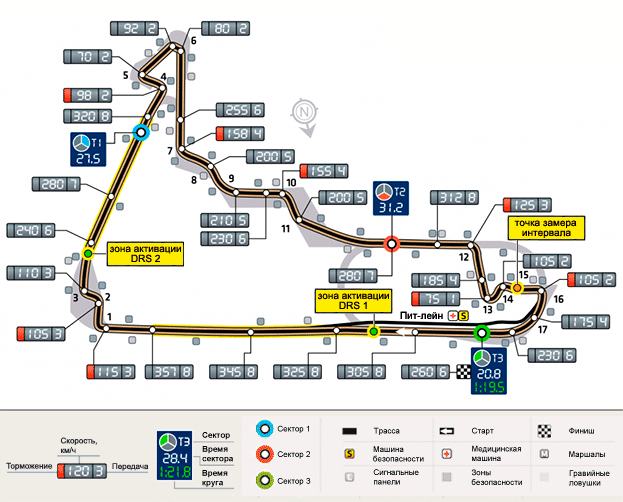 92 2
6
80 2
70 2
5
4
98 2
320 8
T1
27.5
255 6
7
158 4
200 5
8
9
155 4
10
N
280 7
210 5
230 6
11
200 5
T2
31.2
312 8
125 3
точка замера
интервала
240 6
зона активации
DRS 2
12
15
105 2
110 3
3
2
280 7
185 4
75 1
13
14
16
105 2
зона активации
DRS 1
105 3
1
Пит-лейн
S
17
175 4
230 6
115 3
357 8
345 8
325 8
305 8
260 6
T3
20.8
1:19.5
Скорость,
км/ч
Торможение
120 3
Передача
T3
28.4
1:21.8
Сектор
Время
сектора
Время
круга
Сектор 1
Сектор 2
Сектор 3
Трасса
Старт
Финиш
S
Машина
безопасности
Медицинская
машина
M
Маршалы
Сигнальные
панели
Зоны
безопасности
Гравийные
ловушки